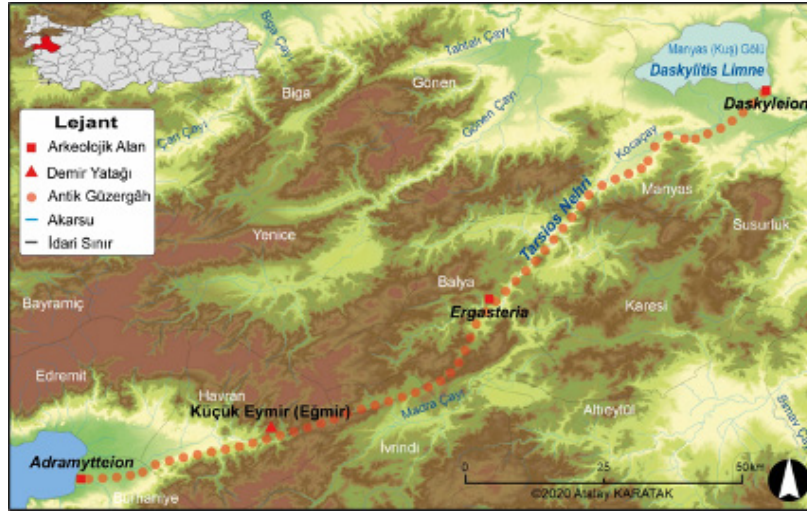 Biga Çayı
Tahtalı Çayı
Manyas (Kuş) Gölü
Daskylitis Limne
Daskyleion
Gönen
Biga
Gönen Çayı
Çan Çayı
Lejant
Arkeolojik Alan
Demir Yatağı
Antik Güzergâh
Akarsu
İdari Sınır
Kocaçay
Manyas
Tarsios Nehri
Susurluk
Yenice
Balya
Bayramiç
Ergasteria
Karesi
Edremit
Havran
Küçük Eymir (Eğmir)
Madra Çayı
Altıeylül
Simav
İvrindi
Adramytteion
Burhaniye
0 25 50km
©2020 Atalay KARATAK